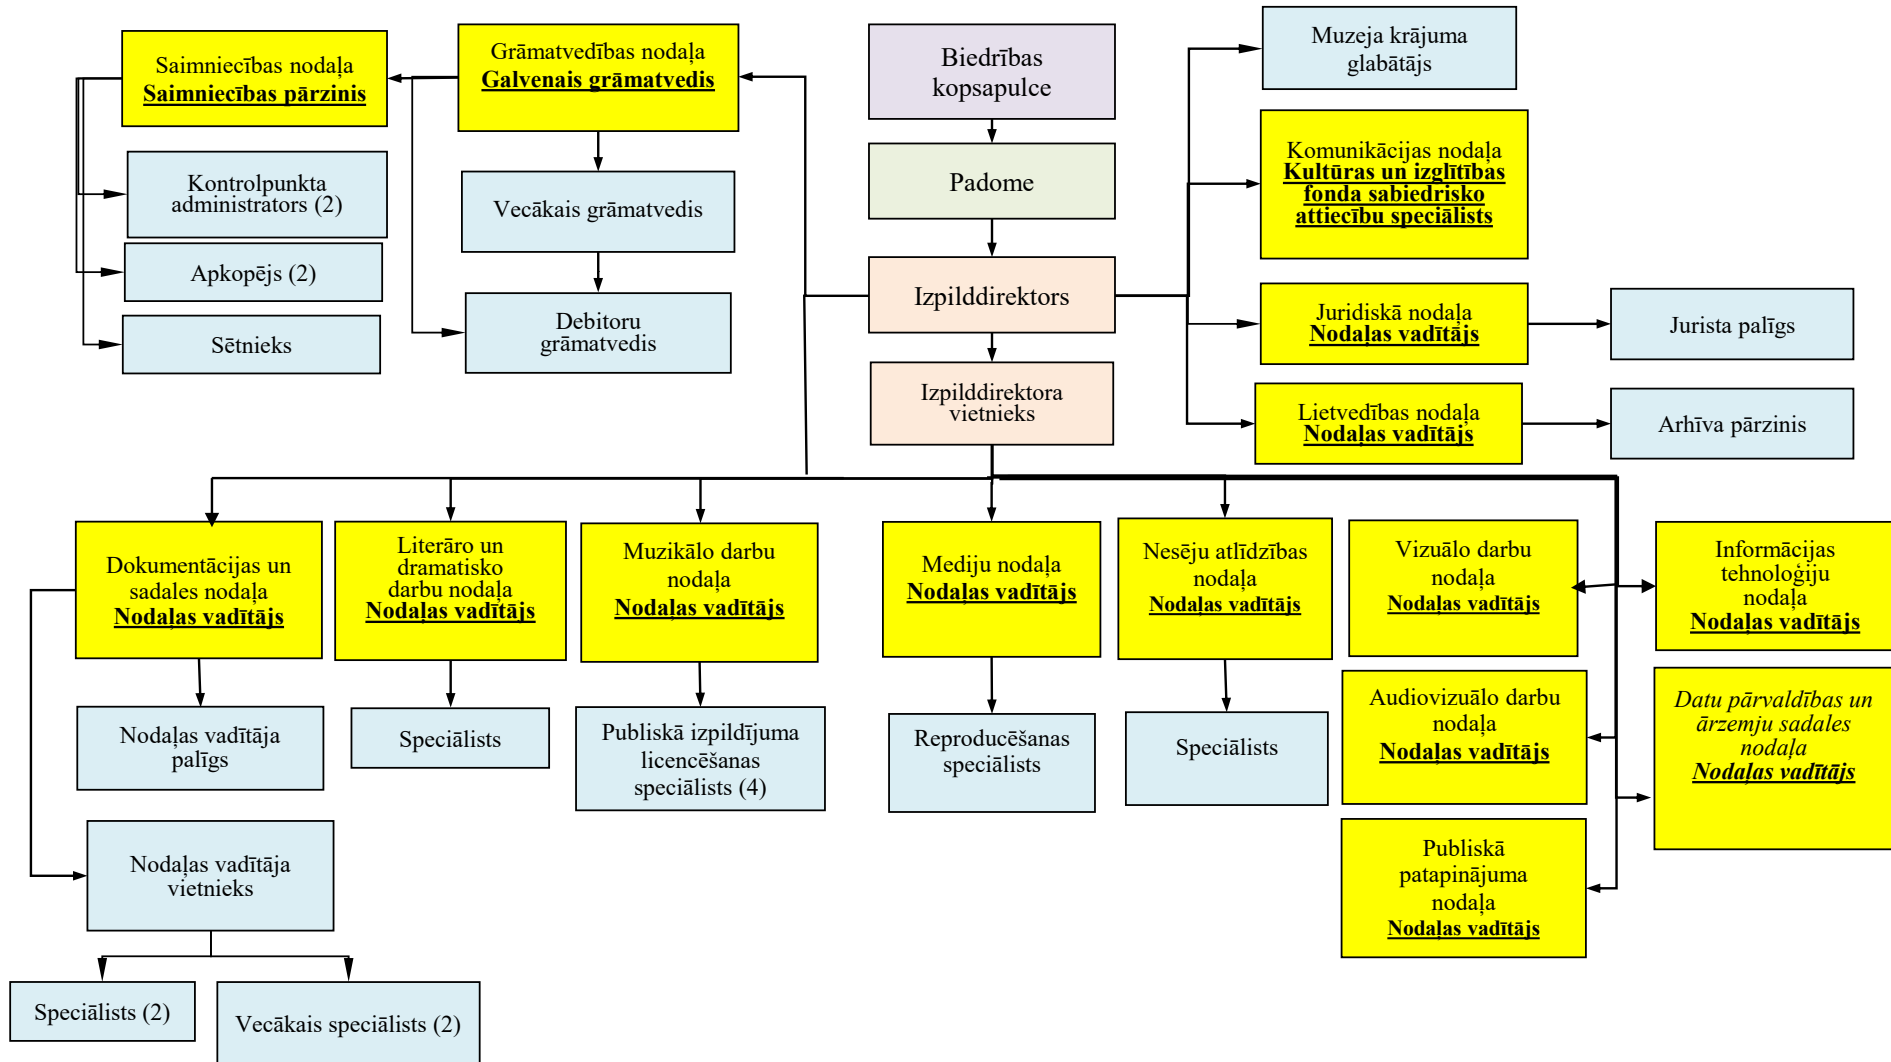 Saimniecības nodaļa
Saimniecības pārzinis
Grāmatvedības nodaļa
Galvenais grāmatvedis
Biedrības
kopsapulce
Muzeja krājuma
glabātājs
Kontrolpunkta
administrators (2)
Vecākais grāmatvedis
Padome
Komunikācijas nodaļa
Kultūras un izglītības
fonda sabiedrisko
attiecību speciālists
Apkopējs (2)
Izpilddirektors
Sētnieks
Debitoru
grāmatvedis
Juridiskā nodaļa
Nodaļas vadītājs
Jurista palīgs
Izpilddirektora
vietnieks
Lietvedības nodaļa
Nodaļas vadītājs
Arhīva pārzinis
Dokumentācijas un
sadales nodaļa
Nodaļas vadītājs
Literāro un
dramatisko
darbu nodaļa
Nodaļas vadītājs
Muzikālo darbu
nodaļa
Nodaļas vadītājs
Mediju nodaļa
Nodaļas vadītājs
Nesēju atlīdzības
nodaļa
Nodaļas vadītājs
Vizuālo darbu
nodaļa
Nodaļas vadītājs
Informācijas
tehnoloģiju
nodaļa
Nodaļas vadītājs
Nodaļas vadītāja
palīgs
Speciālists
Publiskā izpildījuma
licencēšanas
speciālists (4)
Reproducēšanas
speciālists
Speciālists
Audiovizuālo darbu
nodaļa
Nodaļas vadītājs
Datu pārvaldības un
ārzemju sadales
nodaļa
Nodaļas vadītājs
Nodaļas vadītāja
vietnieks
Publiskā
patapinājuma
nodaļa
Nodaļas vadītājs
Speciālists (2)
Vecākais speciālists (2)